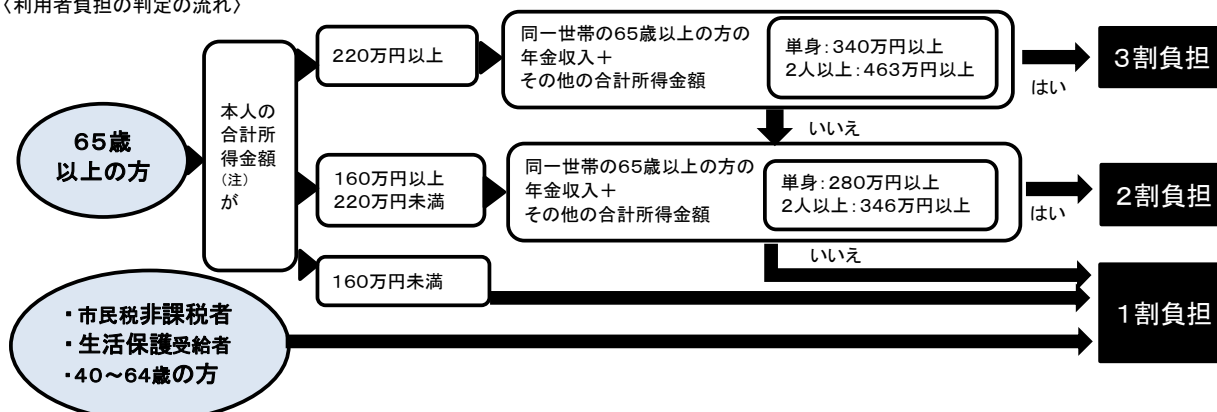 〈利用者負担の判定の流れ〉
65歳
以上の方
本人の
合計所
得金額
(注)
が
220万円以上
同一世帯の65歳以上の方の
年金収入+
その他の合計所得金額
単身:340万円以上
2人以上:463万円以上
はい
3割負担
いいえ
160万円以上
220万円未満
同一世帯の65歳以上の方の
年金収入+
その他の合計所得金額
単身:280万円以上
2人以上:346万円以上
はい
2割負担
いいえ
160万円未満
1割負担
・市民税非課税者
・生活保護受給者
・40~64歳の方